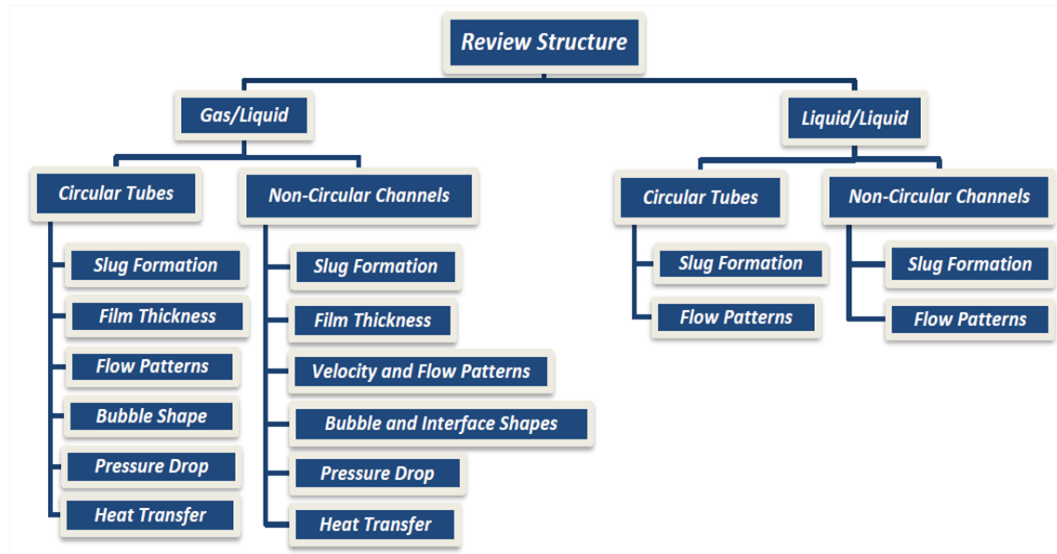 Review Structure
Gas/Liquid
Liquid/Liquid
Circular Tubes
Non-Circular Channels
Circular Tubes
Non-Circular Channels
Slug Formation
Film Thickness
Flow Patterns
Bubble Shape
Pressure Drop
Heat Transfer
Slug Formation
Film Thickness
Velocity and Flow Patterns
Bubble and Interface Shapes
Pressure Drop
Heat Transfer
Slug Formation
Flow Patterns
Slug Formation
Flow Patterns